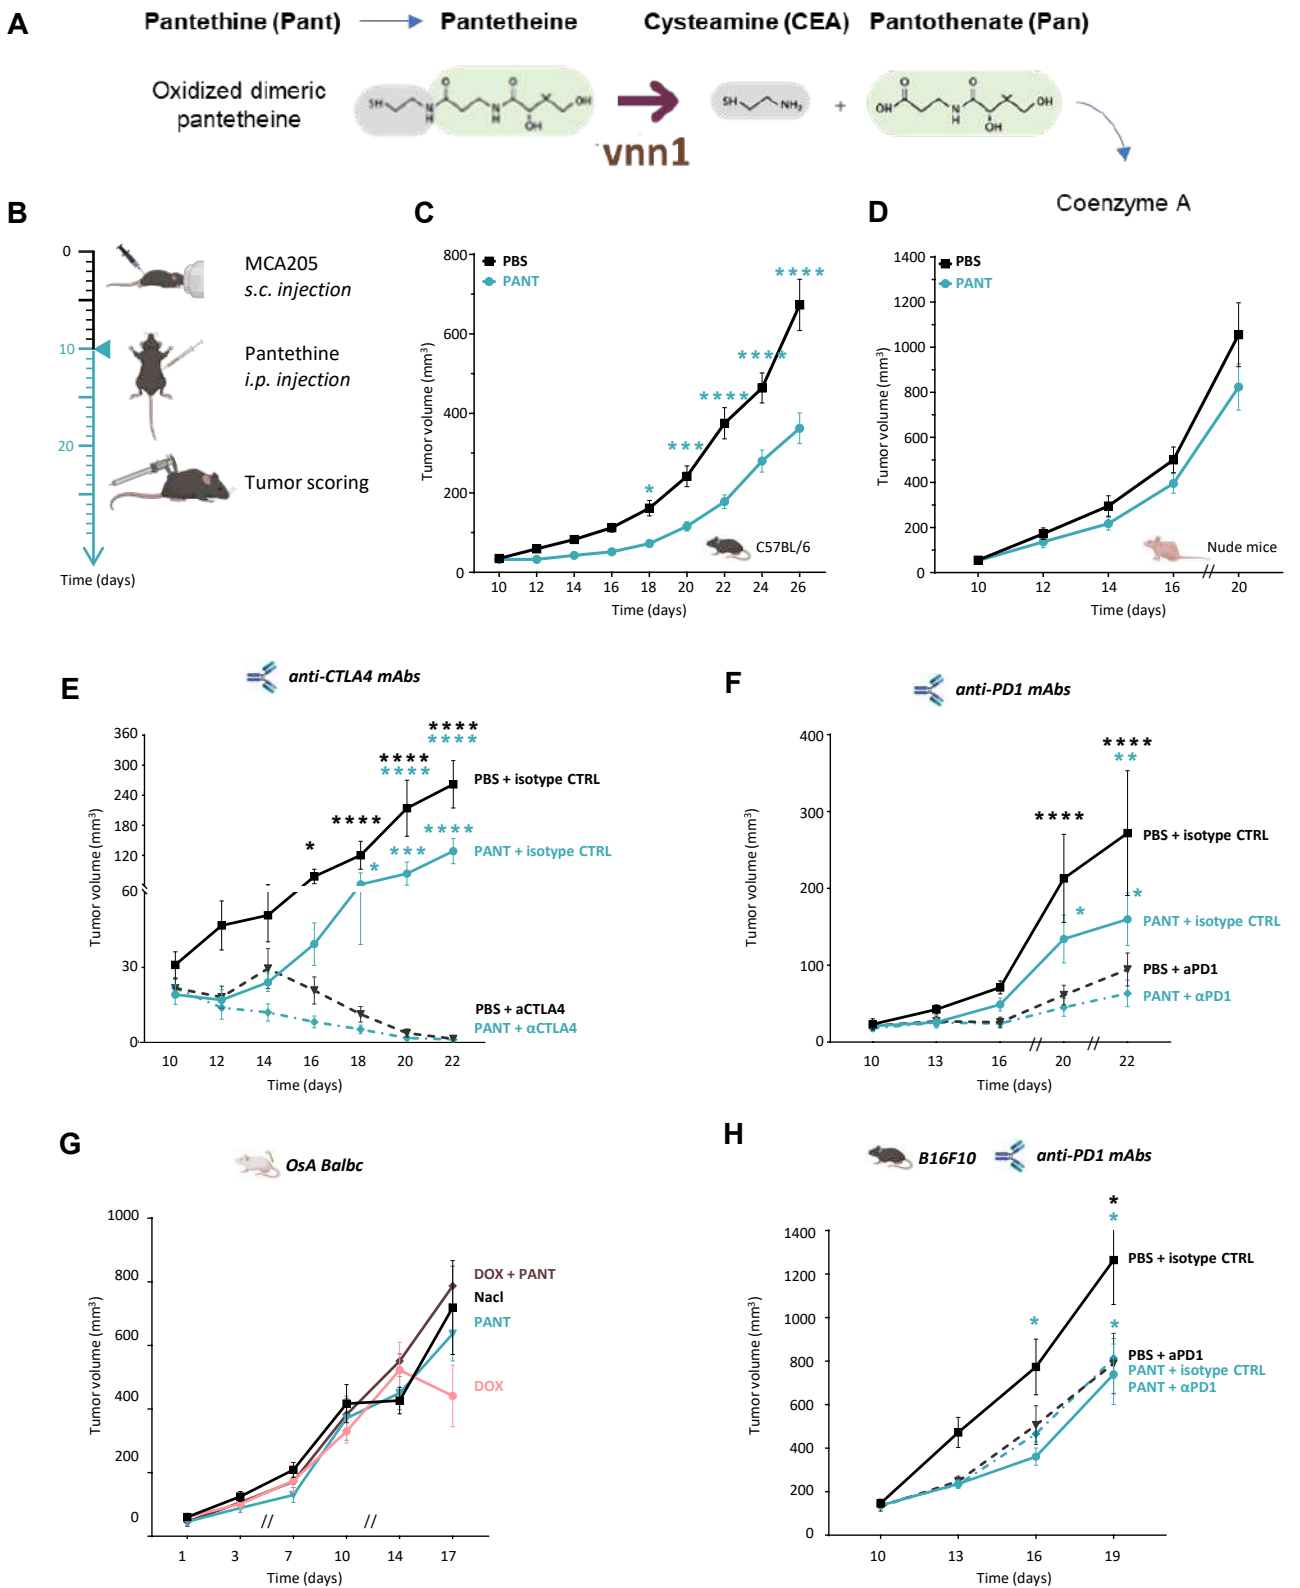 A
Pantethine (Pant)
Pantetheine
Cysteamine (CEA)
Pantothenate (Pan)
Oxidized dimeric
pantetheine
SH
O
N
H
N
H
O
OH
OH
vnn1
SH
NH₂
+
O
OH
N
H
O
OH
OH
Coenzyme A
B
0
10
20
Time (days)
MCA205
s.c. injection
Pantethine
i.p. injection
Tumor scoring
C
PBS
PANT
Tumor volume (mm³)
800
600
400
200
0
*
***
****
****
****
C57BL/6
10 12 14 16 18 20 22 24 26
Time (days)
D
PBS
PANT
Tumor volume (mm³)
1400
1200
1000
800
600
400
200
0
Nude mice
10 12 14 16 // 20
Time (days)
E
anti-CTLA4 mAbs
Tumor volume (mm³)
360
300
240
180
120
60
30
0
*
****
****
****
****
****
*
***
****
PBS + isotype CTRL
PANT + isotype CTRL
PBS + aCTLA4
PANT + αCTLA4
10 12 14 16 18 20 22
Time (days)
F
anti-PD1 mAbs
Tumor volume (mm³)
400
300
200
100
0
****
****
**
*
*
PBS + isotype CTRL
PANT + isotype CTRL
PBS + aPD1
PANT + αPD1
10 13 16 // 20 // 22
Time (days)
G
OsA Balbc
Tumor volume (mm³)
1000
800
600
400
200
0
DOX + PANT
Nacl
PANT
DOX
// //
1 3 7 10 14 17
Time (days)
H
B16F10
anti-PD1 mAbs
Tumor volume (mm³)
1400
1200
1000
800
600
400
200
0
*
*
*
*
PBS + isotype CTRL
PBS + aPD1
PANT + isotype CTRL
PANT + αPD1
10 13 16 19
Time (days)